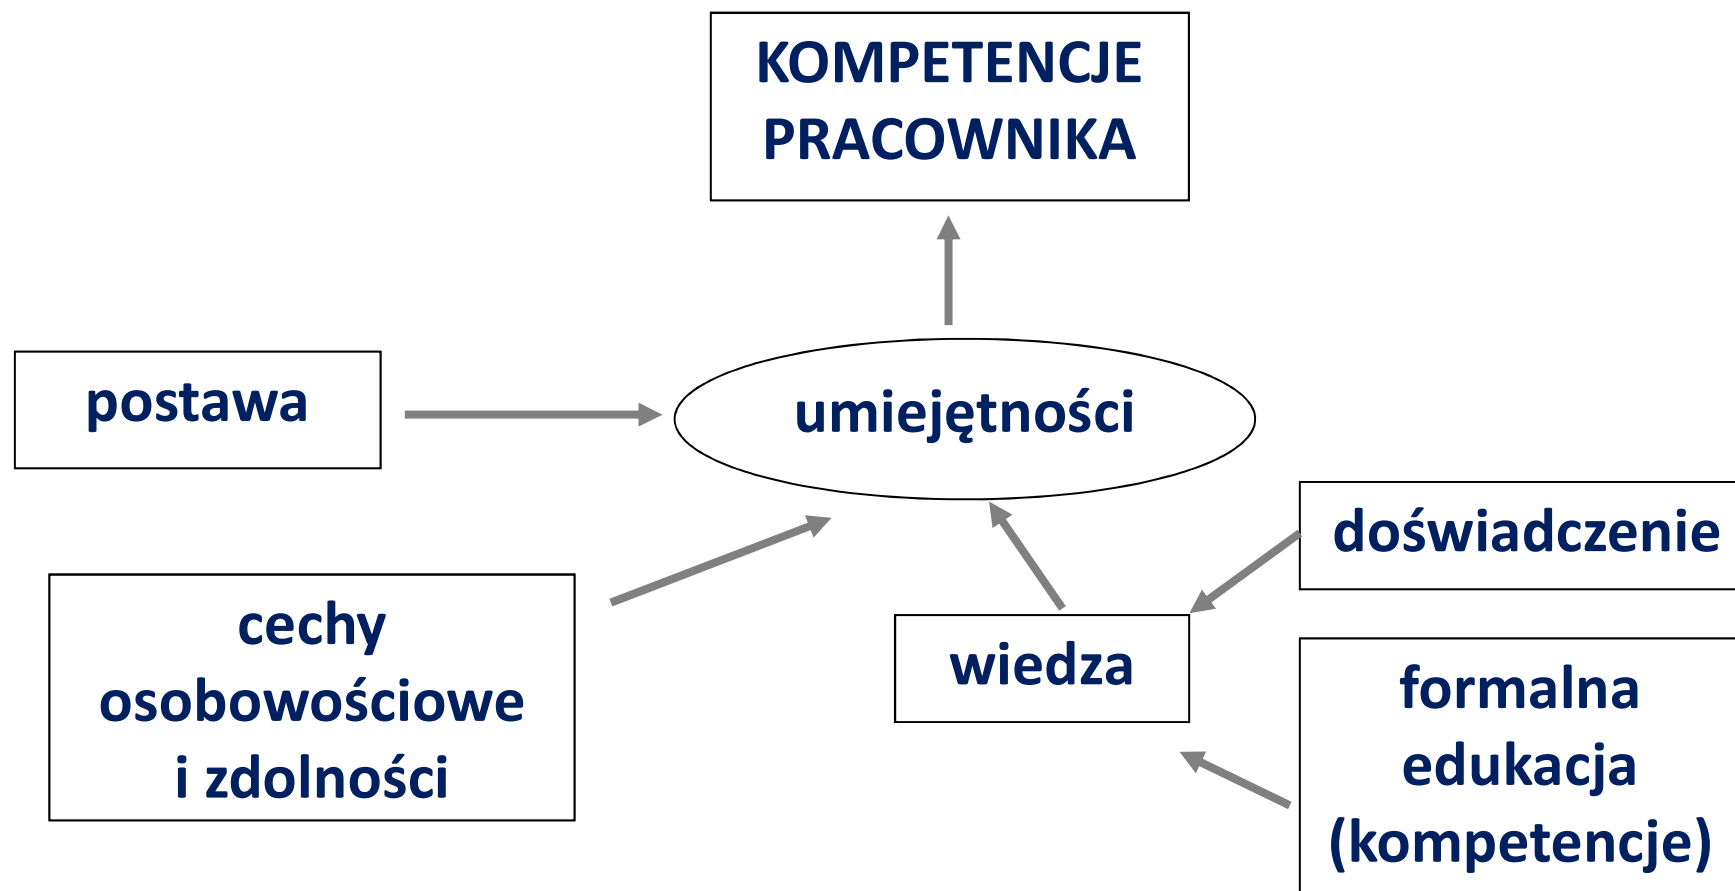 KOMPETENCJE
PRACOWNIKA
postawa
umiejętności
doświadczenie
cechy
osobowościowe
i zdolności
wiedza
formalna
edukacja
(kompetencje)